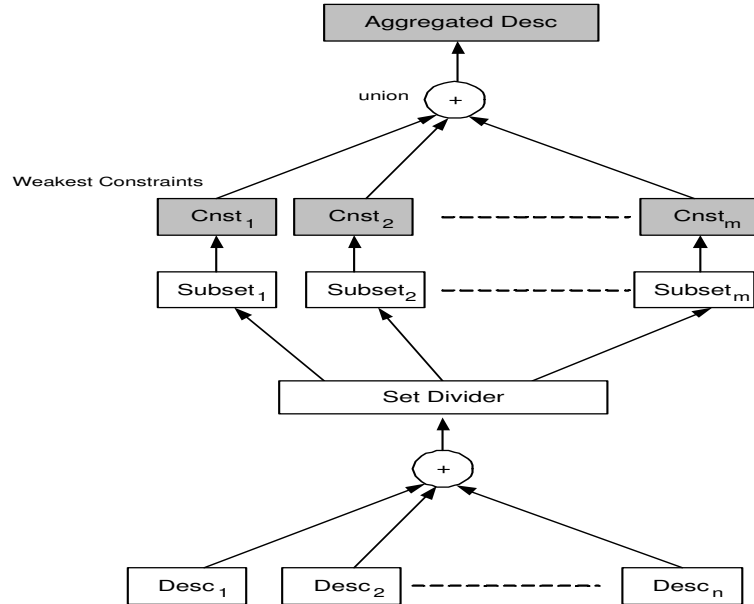 Aggregated Desc
union
+
Weakest Constraints
Cnst₁ Cnst₂ Cnstₘ
Subset₁ Subset₂ Subsetₘ
Set Divider
+
Desc₁ Desc₂ Descₙ